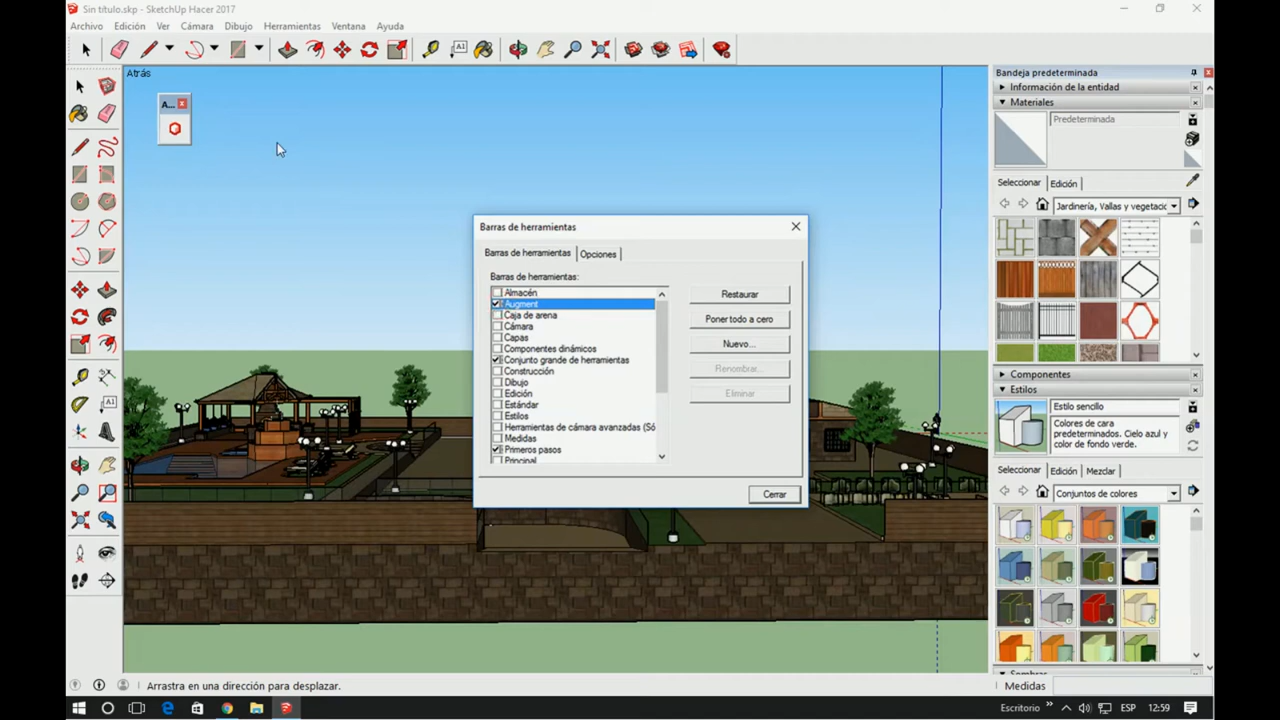 Sin título.skp - SketchUp Hacer 2017
Archivo Edición Ver Cámara Dibujo Herramientas Ventana Ayuda
A1
Atrás
A...
Bandeja predeterminada
Información de la entidad
Materiales
Predeterminada
Seleccionar Edición
Jardinería, Vallas y vegetació
Componentes
Estilos
Estilo sencillo
Colores de cara
predeterminados. Cielo azul y
color de fondo verde.
Seleccionar Edición Mezclar
Conjuntos de colores
Sombras
A1
Barras de herramientas
Barras de herramientas Opciones
Barras de herramientas:
Almacén
Augment
Caja de arena
Cámara
Capas
Componentes dinámicos
Conjunto grande de herramientas
Construcción
Dibujo
Edición
Estándar
Estilos
Herramientas de cámara avanzadas (Só
Medidas
Primeros pasos
Principal
Restaurar
Poner todo a cero
Nuevo...
Renombrar...
Eliminar
Cerrar
Arrastra en una dirección para desplazar.
Medidas
Escritorio » ESP 12:59